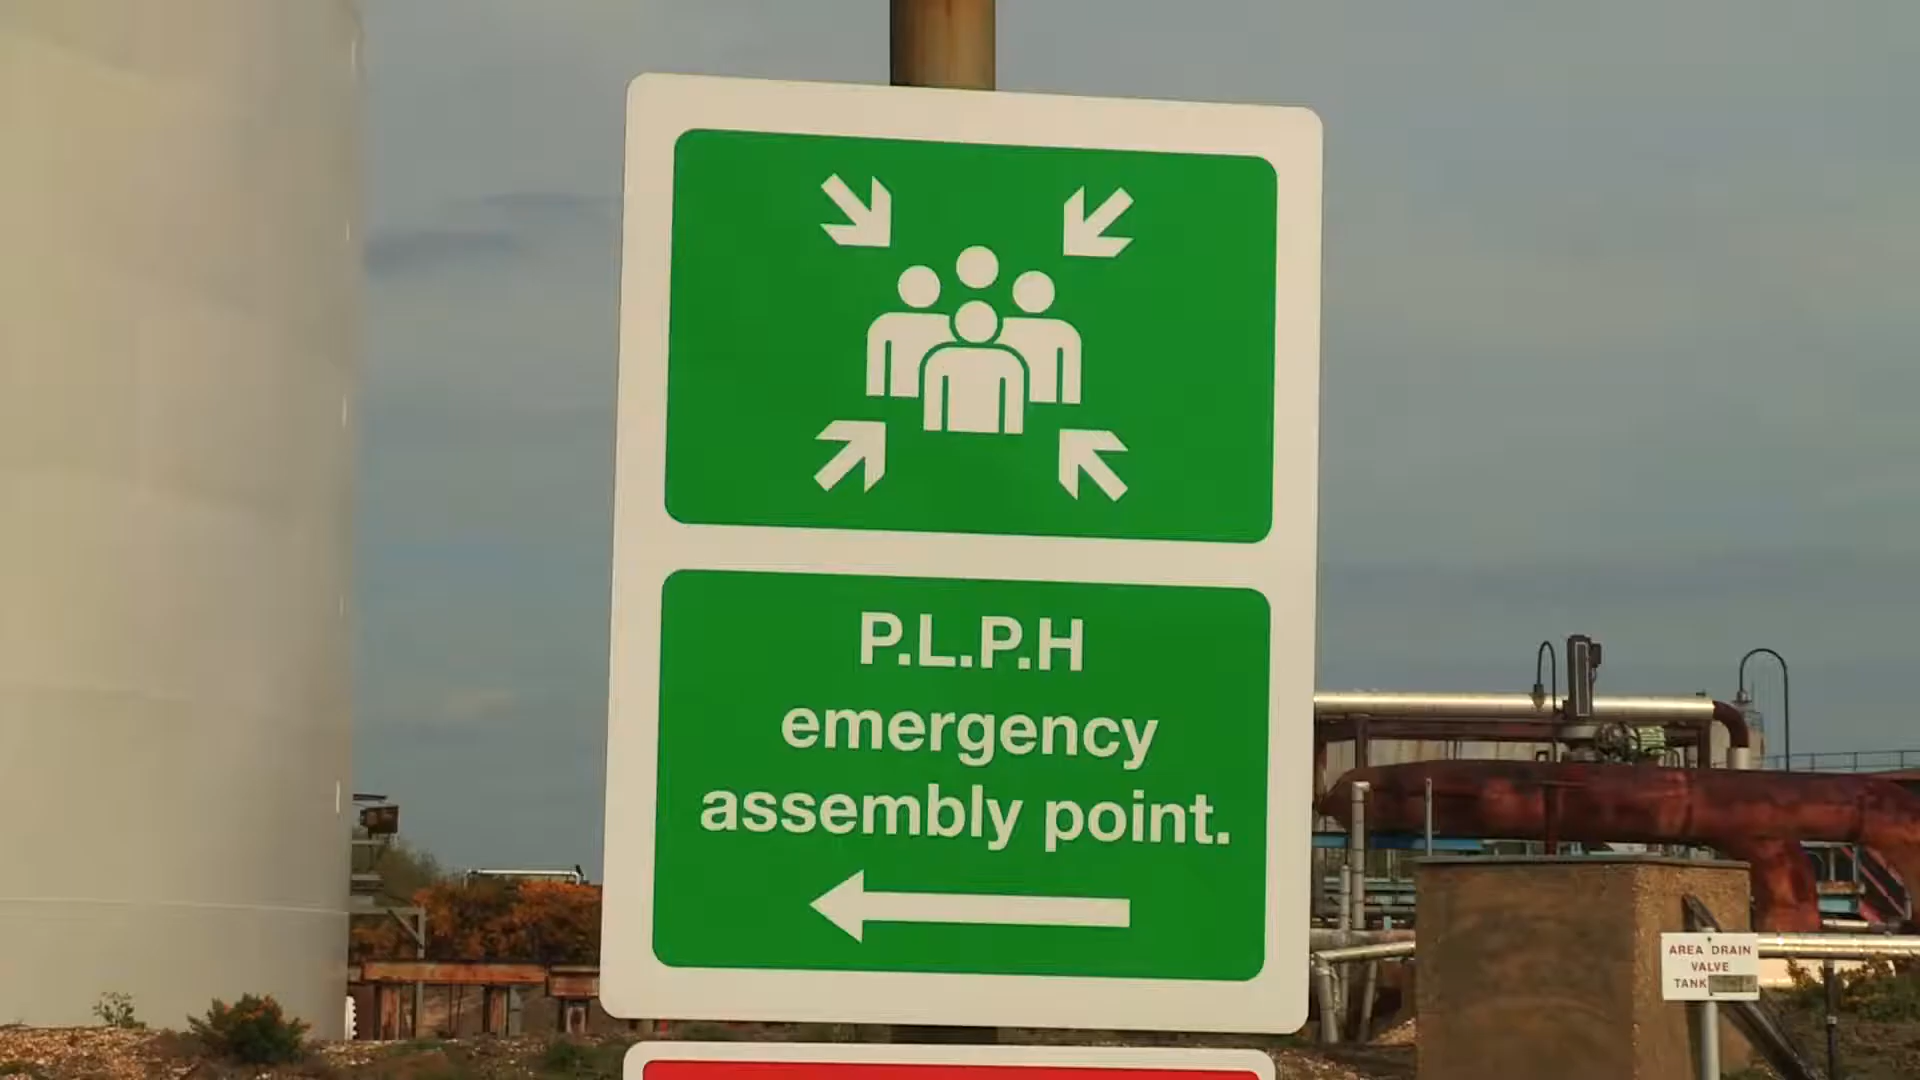 P.L.P.H
emergency
assembly point.
AREA DRAIN
VALVE
TANK